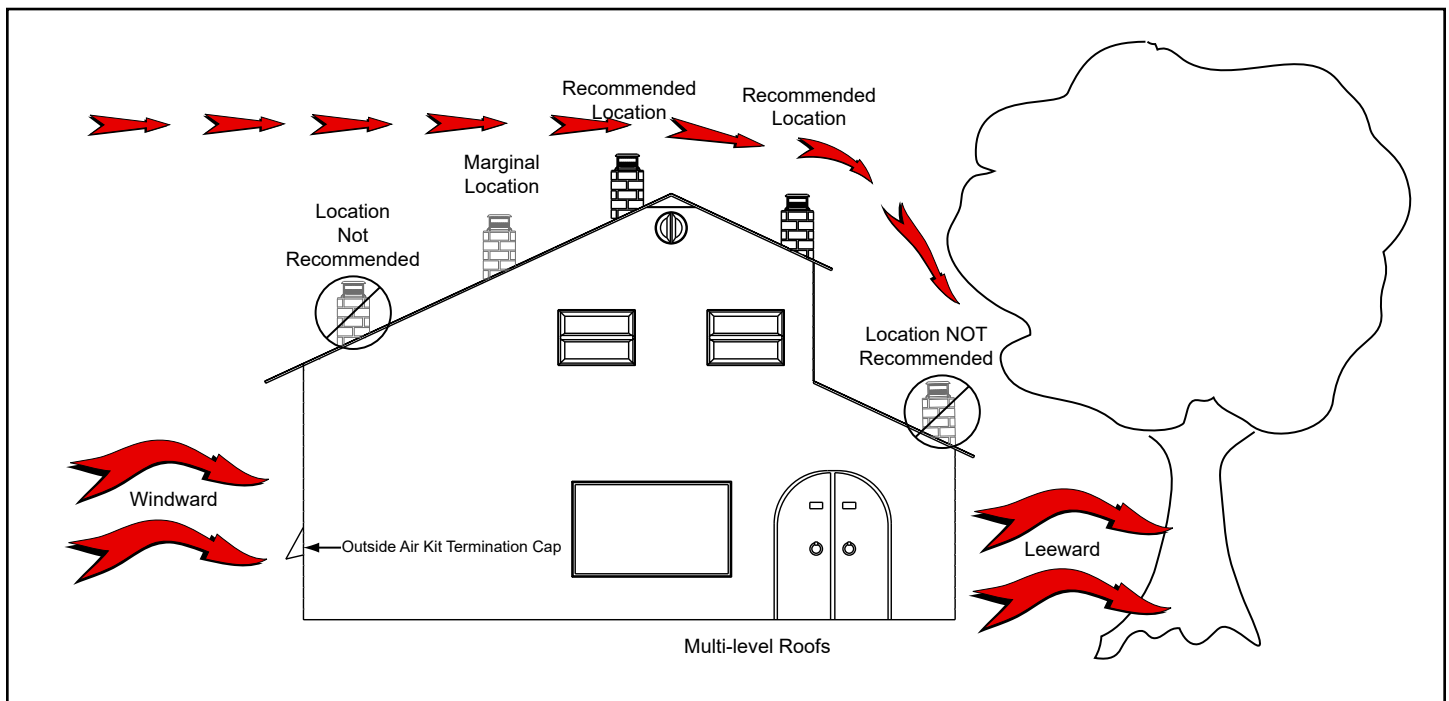 Recommended
Location
Recommended
Location
Marginal
Location
Location
Not
Recommended
Location NOT
Recommended
Windward
Outside Air Kit Termination Cap
Leeward
Multi-level Roofs